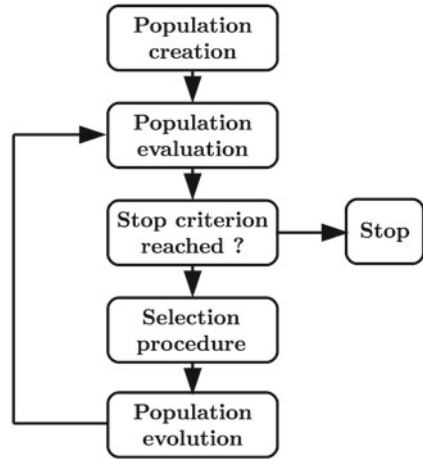 Population
creation
Population
evaluation
Stop criterion
reached ?
Stop
Selection
procedure
Population
evolution